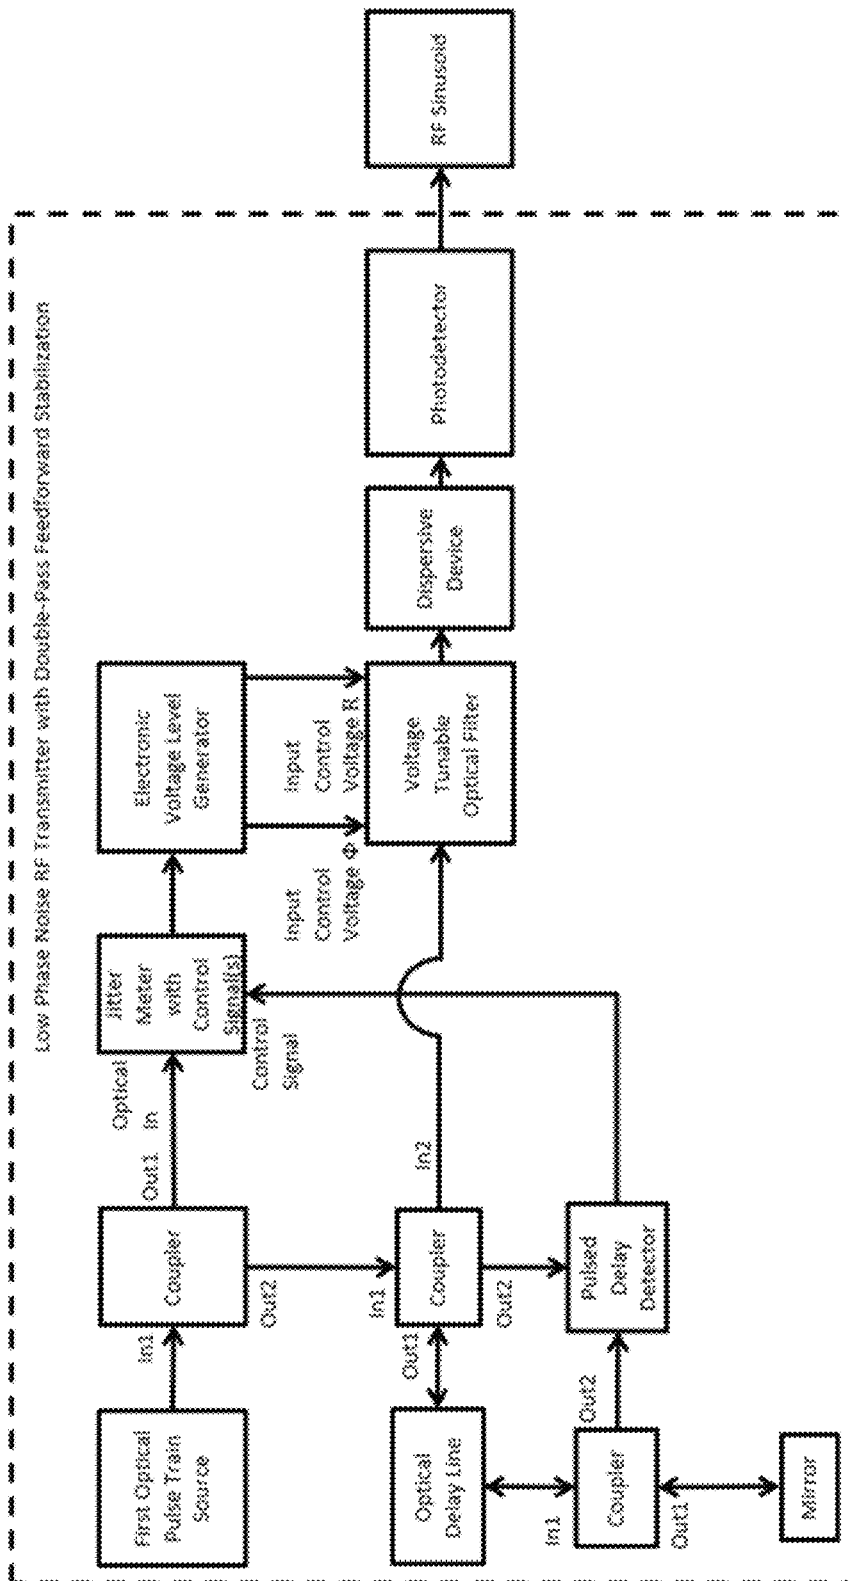 Low Phase Noise RF Transmitter with Double-Pass Feedforward Stabilization
First Optical
Pulse Train
Source
In1
Coupler
Out1
Out2
Optical
In
Jitter
Meter
with
Control
Signal(s)
Control
Signal
Electronic
Voltage Level
Generator
Input
Control
Voltage Φ
Input
Control
Voltage R
Optical
Delay Line
Out1
In1
Coupler
In2
Out2
Voltage
Tunable
Optical Filter
Dispersive
Device
Photodetector
RF Sinusoid
In1
Coupler
Out2
Out1
Pulsed
Delay
Detector
Mirror